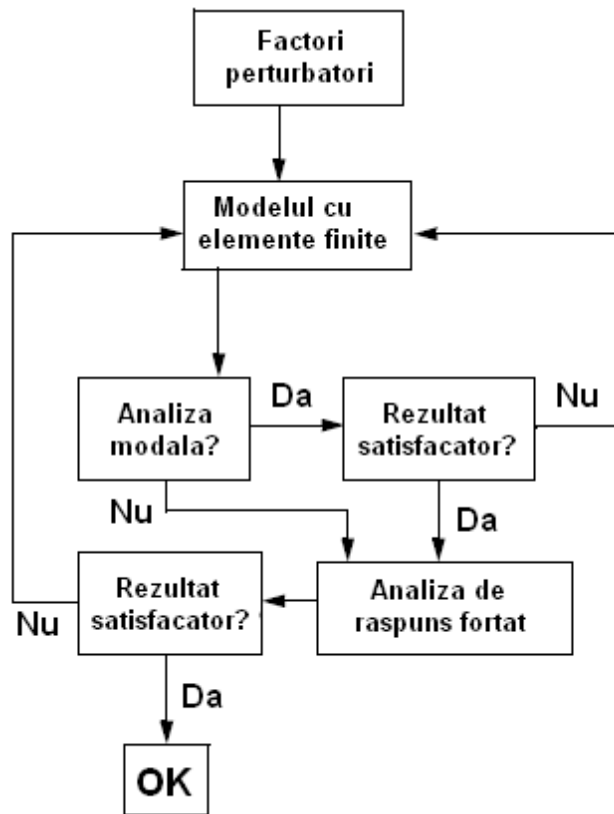 Factori
perturbatori
Modelul cu
elemente finite
Analiza
modala?
Da
Rezultat
satisfacator?
Nu
Nu
Da
Rezultat
satisfacator?
Analiza de
raspuns fortat
Nu
Da
OK